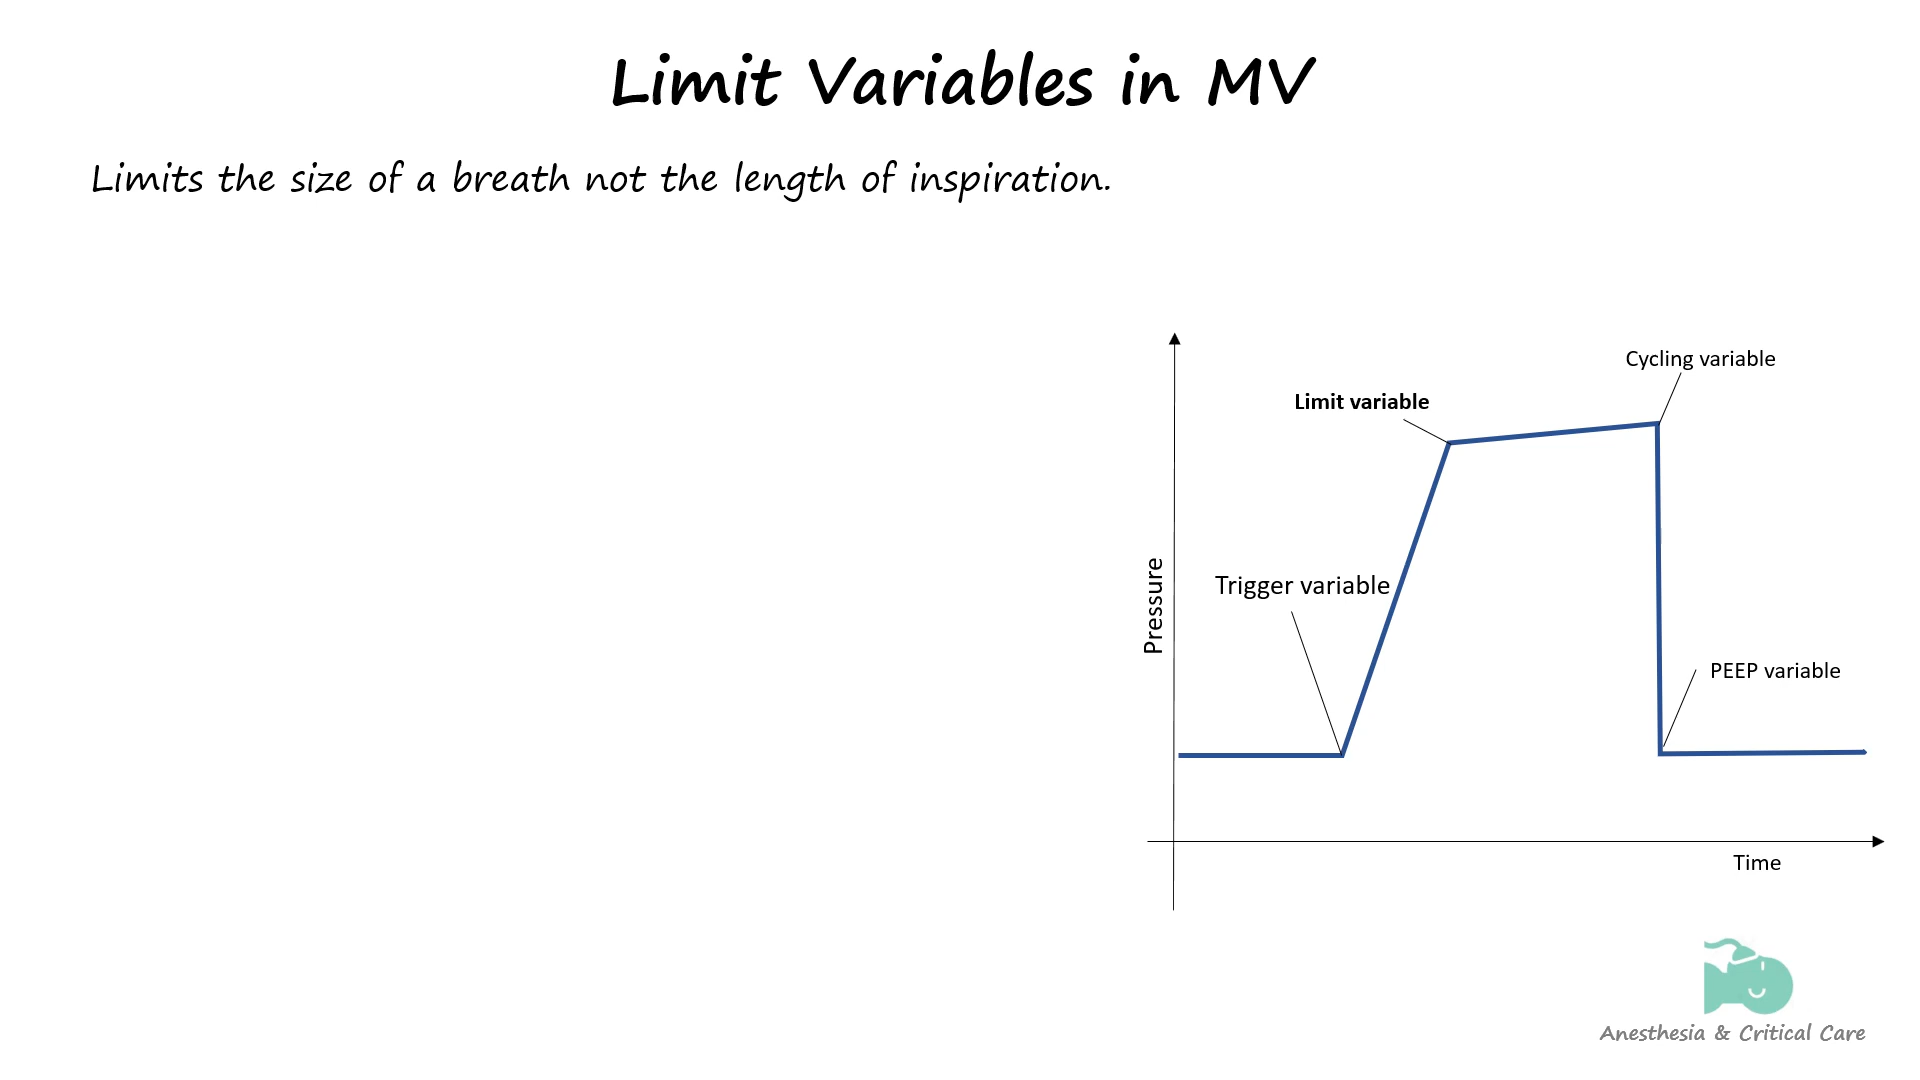 Limit Variables in MV
Limits the size of a breath not the length of inspiration.
Cycling variable
Limit variable
Trigger variable
Pressure
PEEP variable
Time
Anesthesia & Critical Care